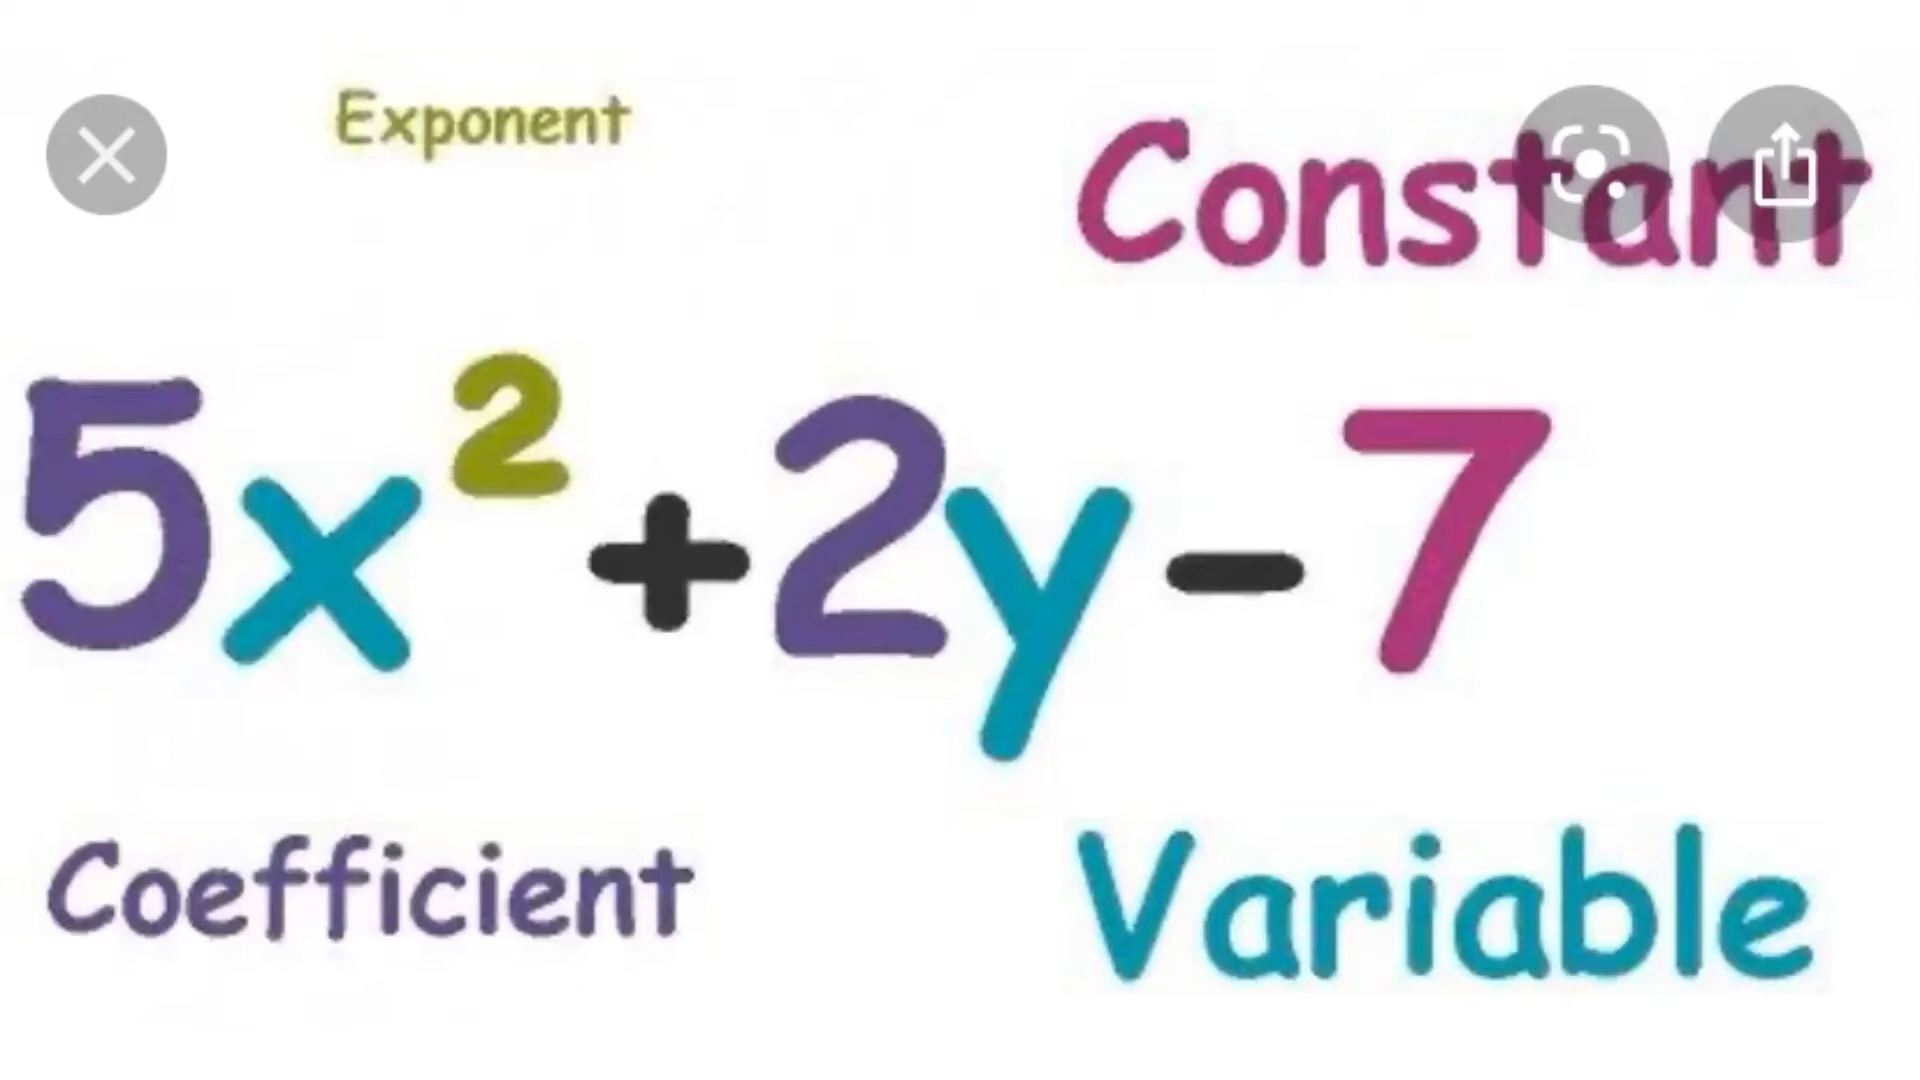 Exponent
Constant
5x² + 2y - 7
Coefficient
Variable